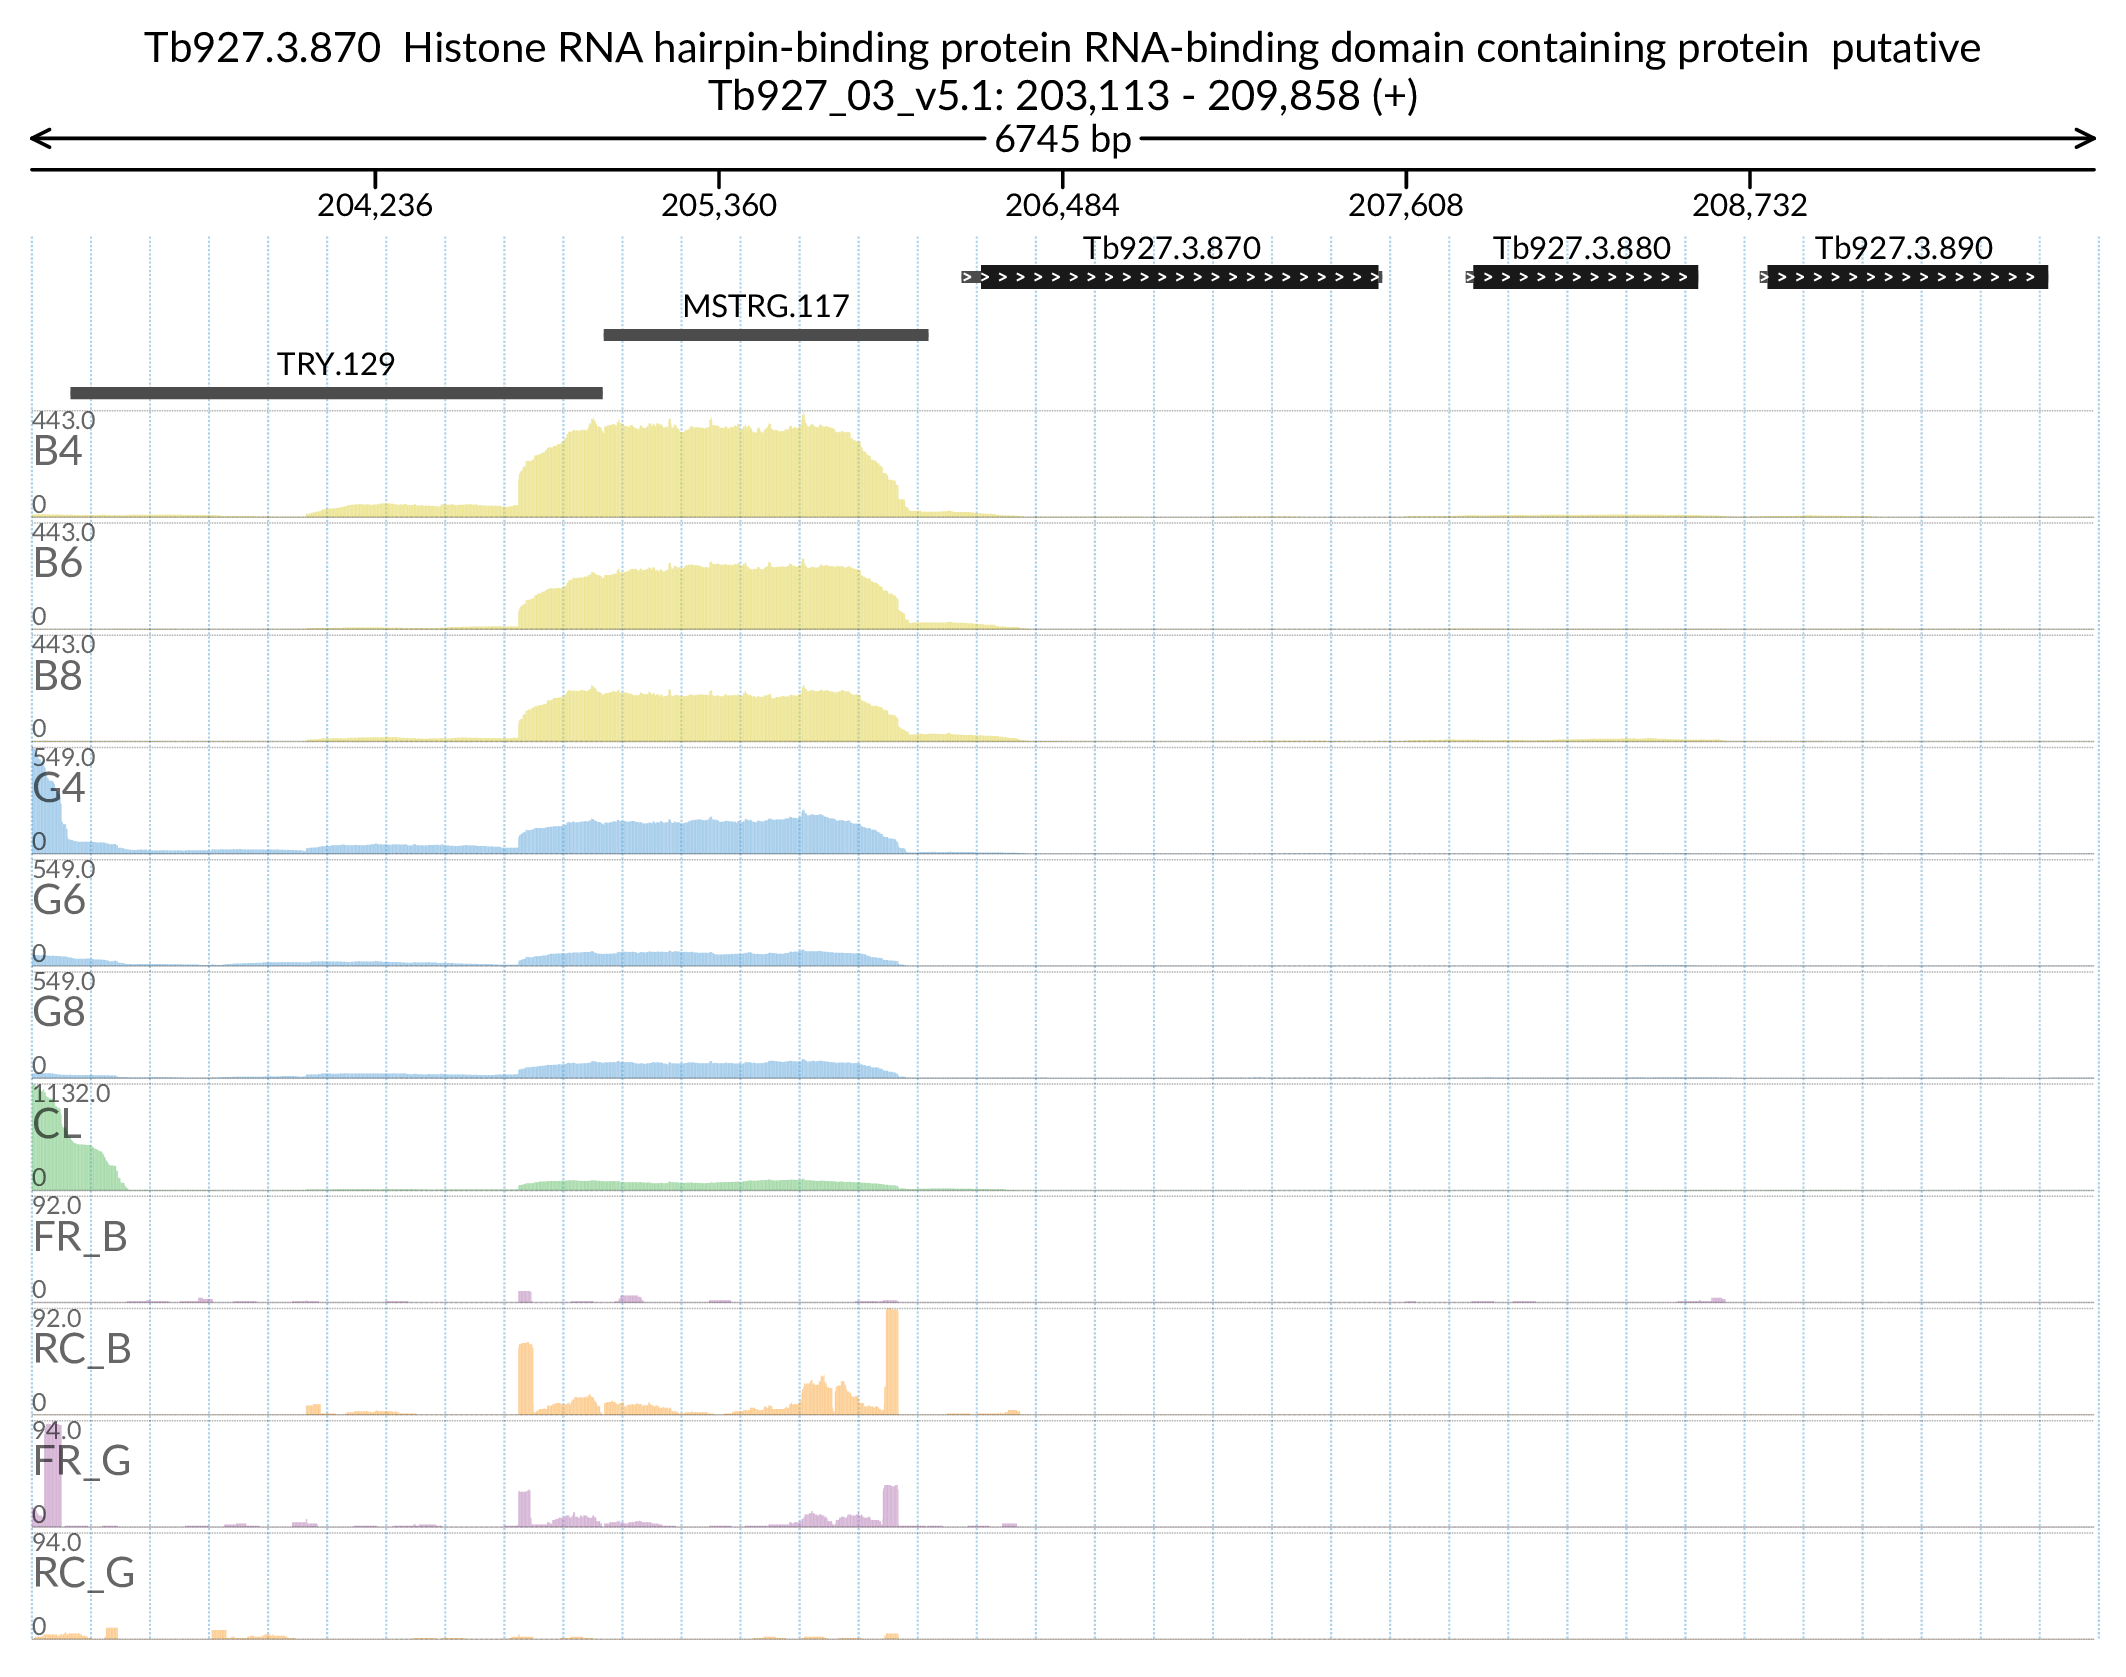 Tb927.3.870  Histone RNA hairpin-binding protein RNA-binding domain containing protein  putative
Tb927_03_v5.1: 203,113 - 209,858 (+)
6745 bp
204,236 205,360 206,484 207,608 208,732
Tb927.3.870 Tb927.3.880 Tb927.3.890
MSTRG.117
TRY.129
443.0
B4
0
443.0
B6
0
443.0
B8
0
549.0
G4
0
549.0
G6
0
549.0
G8
0
1132.0
CL
0
92.0
FR_B
0
92.0
RC_B
0
94.0
FR_G
0
94.0
RC_G
0